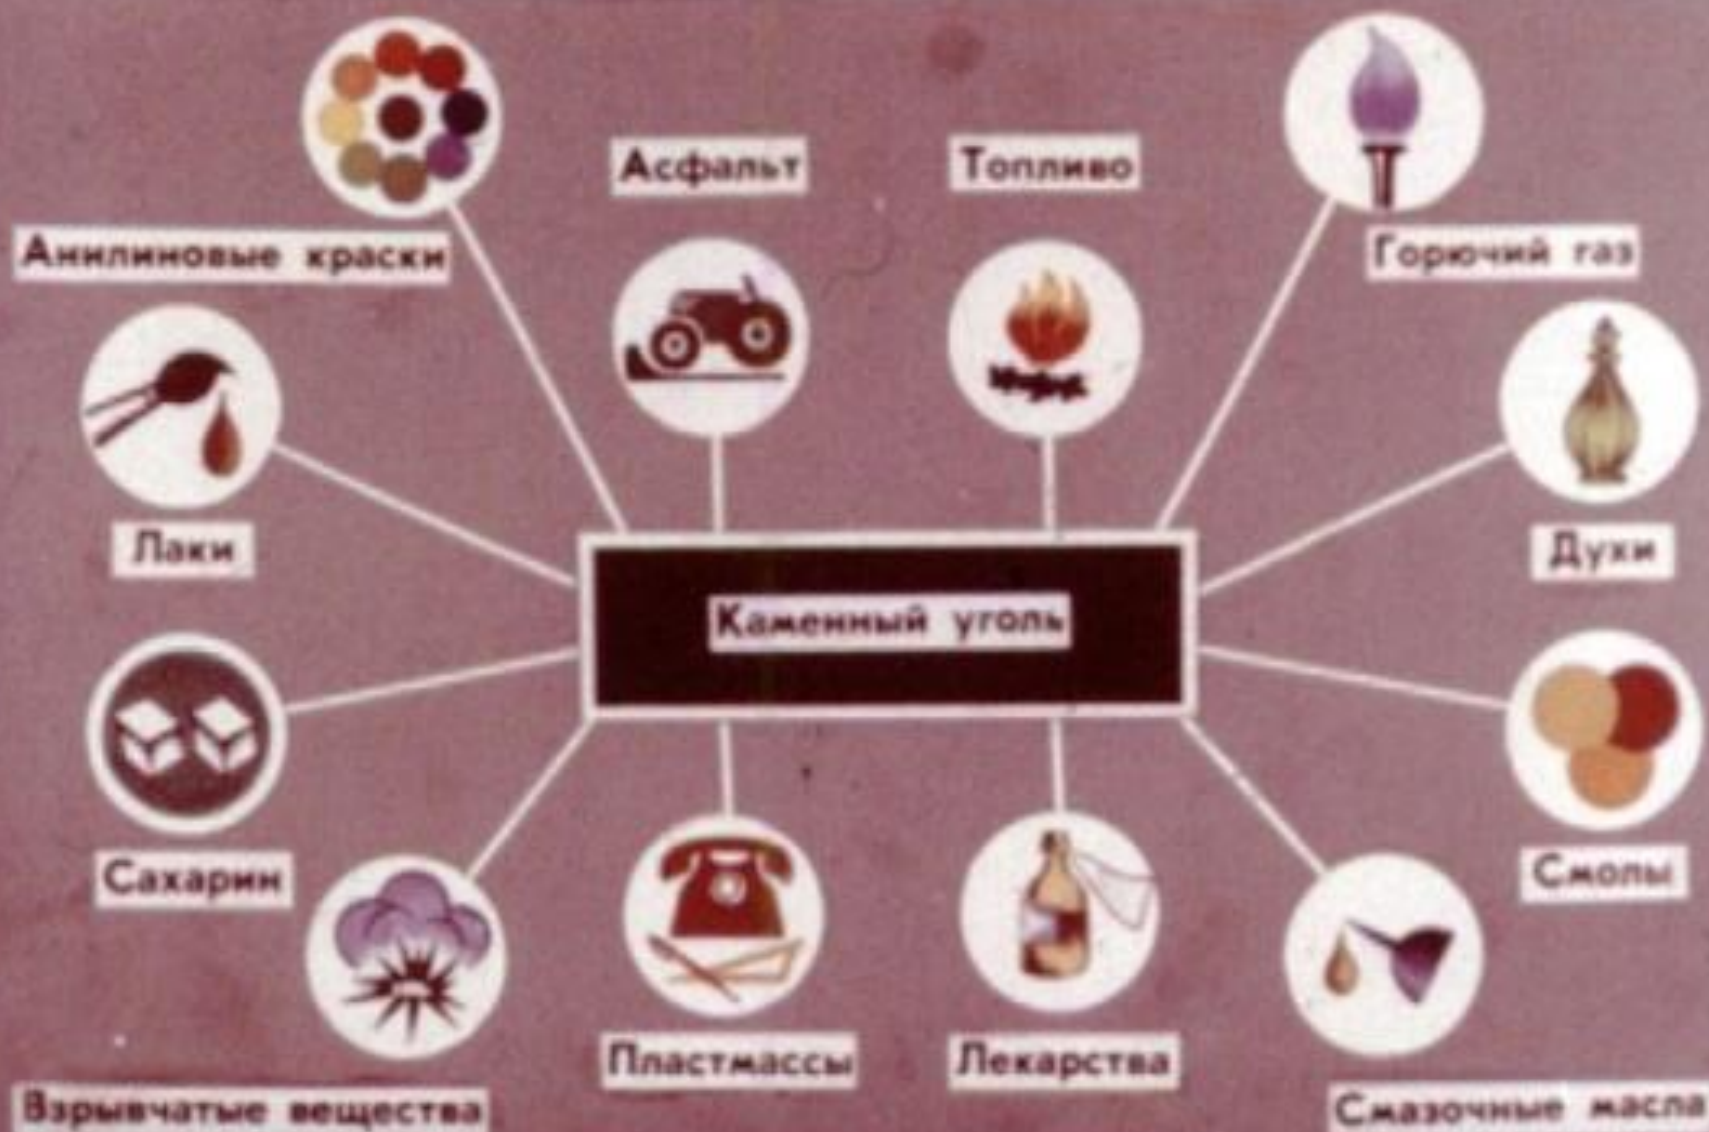 Асфальт
Топливо
Анилиновые краски
Горючий газ
Лаки
Духи
Каменный уголь
Сахарин
Смолы
Пластмассы
Лекарства
Взрывчатые вещества
Смазочные масла